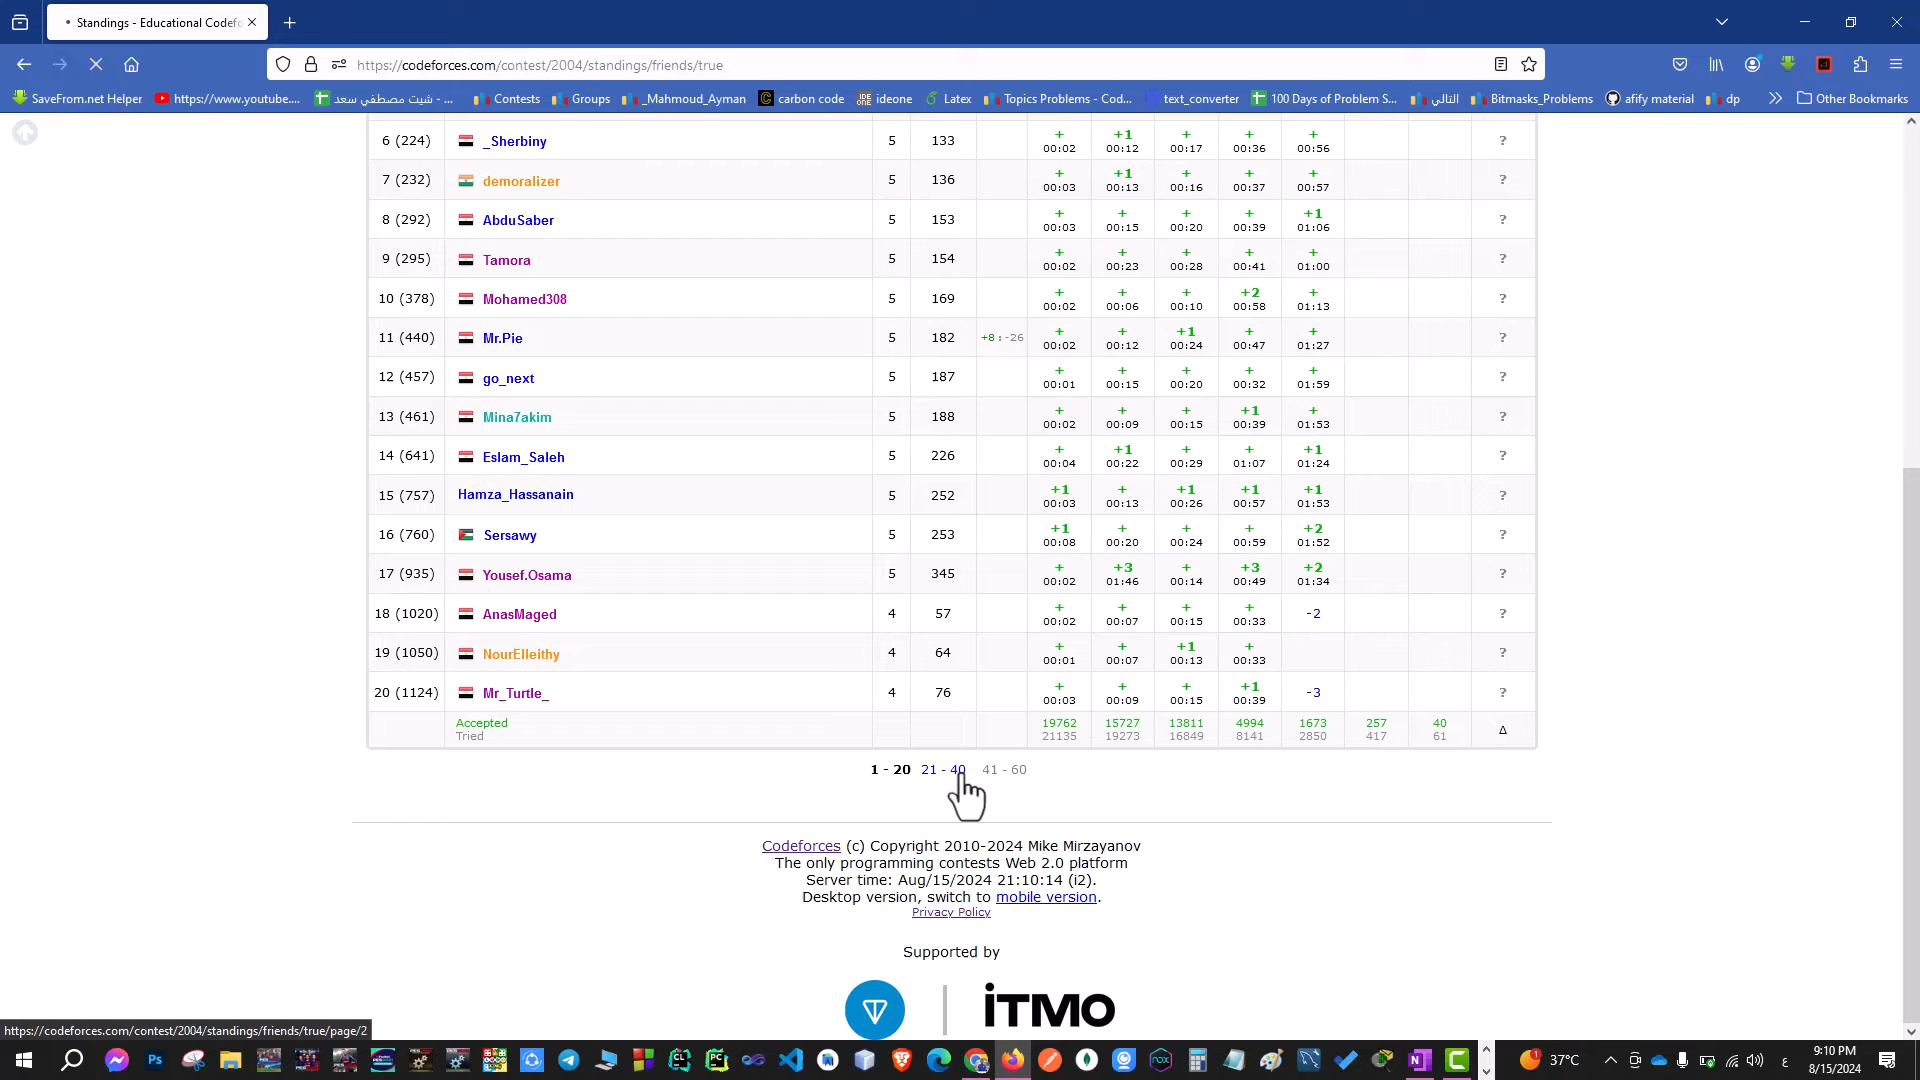 Standings - Educational Codefo
https://codeforces.com/contest/2004/standings/friends/true
SaveFrom.net Helper https://www.youtube.... شيت مصطفي سعد - ... Contests Groups _Mahmoud_Ayman carbon code ideone Latex Topics Problems - Cod... text_converter 100 Days of Problem S... التالي Bitmasks_Problems afify material dp Other Bookmarks
6 (224) _Sherbiny 5 133 + +1 + + + ?
00:02 00:12 00:17 00:36 00:56
7 (232) demoralizer 5 136 + +1 + + + ?
00:03 00:13 00:16 00:37 00:57
8 (292) AbduSaber 5 153 + + + + +1 ?
00:03 00:15 00:20 00:39 01:06
9 (295) Tamora 5 154 + + + + + ?
00:02 00:23 00:28 00:41 01:00
10 (378) Mohamed308 5 169 + + + +2 + ?
00:02 00:06 00:10 00:58 01:13
11 (440) Mr.Pie 5 182 +8 : -26 + + +1 + + ?
00:02 00:12 00:24 00:47 01:27
12 (457) go_next 5 187 + + + + + ?
00:01 00:15 00:20 00:32 01:59
13 (461) Mina7akim 5 188 + + + +1 + ?
00:02 00:09 00:15 00:39 01:53
14 (641) Eslam_Saleh 5 226 + +1 + + +1 ?
00:04 00:22 00:29 01:07 01:24
15 (757) Hamza_Hassanain 5 252 +1 + +1 +1 +1 ?
00:03 00:13 00:26 00:57 01:53
16 (760) Sersawy 5 253 +1 + + + +2 ?
00:08 00:20 00:24 00:59 01:52
17 (935) Yousef.Osama 5 345 + +3 + +3 +2 ?
00:02 01:46 00:14 00:49 01:34
18 (1020) AnasMaged 4 57 + + + + -2 ?
00:02 00:07 00:15 00:33
19 (1050) NourElleithy 4 64 + + +1 + ?
00:01 00:07 00:13 00:33
20 (1124) Mr_Turtle_ 4 76 + + + +1 -3 ?
00:03 00:09 00:15 00:39
Accepted 19762 15727 13811 4994 1673 257 40 Δ
Tried 21135 19273 16849 8141 2850 417 61
1 - 20 21 - 40 41 - 60
Codeforces (c) Copyright 2010-2024 Mike Mirzayanov
The only programming contests Web 2.0 platform
Server time: Aug/15/2024 21:10:14 (i2).
Desktop version, switch to mobile version.
Privacy Policy
Supported by
iTMO
https://codeforces.com/contest/2004/standings/friends/true/page/2
37°C ع 9:10 PM
8/15/2024